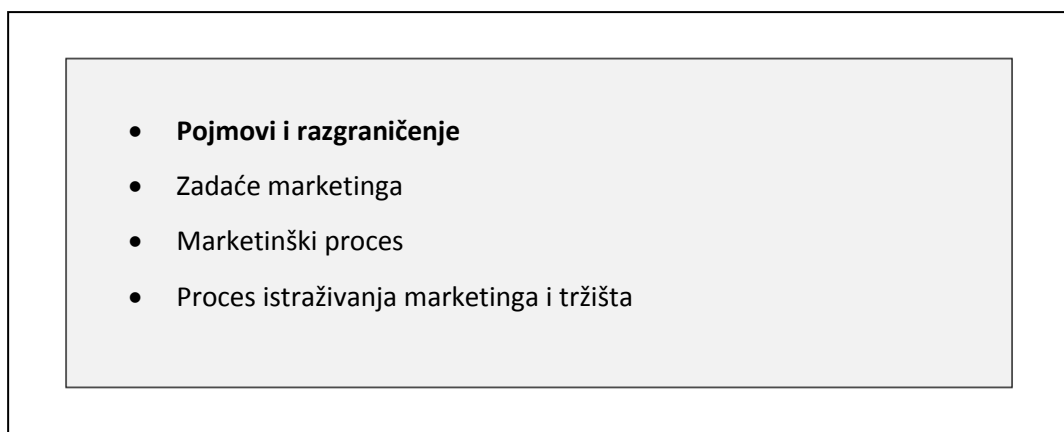 • Pojmovi i razgraničenje
• Zadaće marketinga
• Marketinški proces
• Proces istraživanja marketinga i tržišta